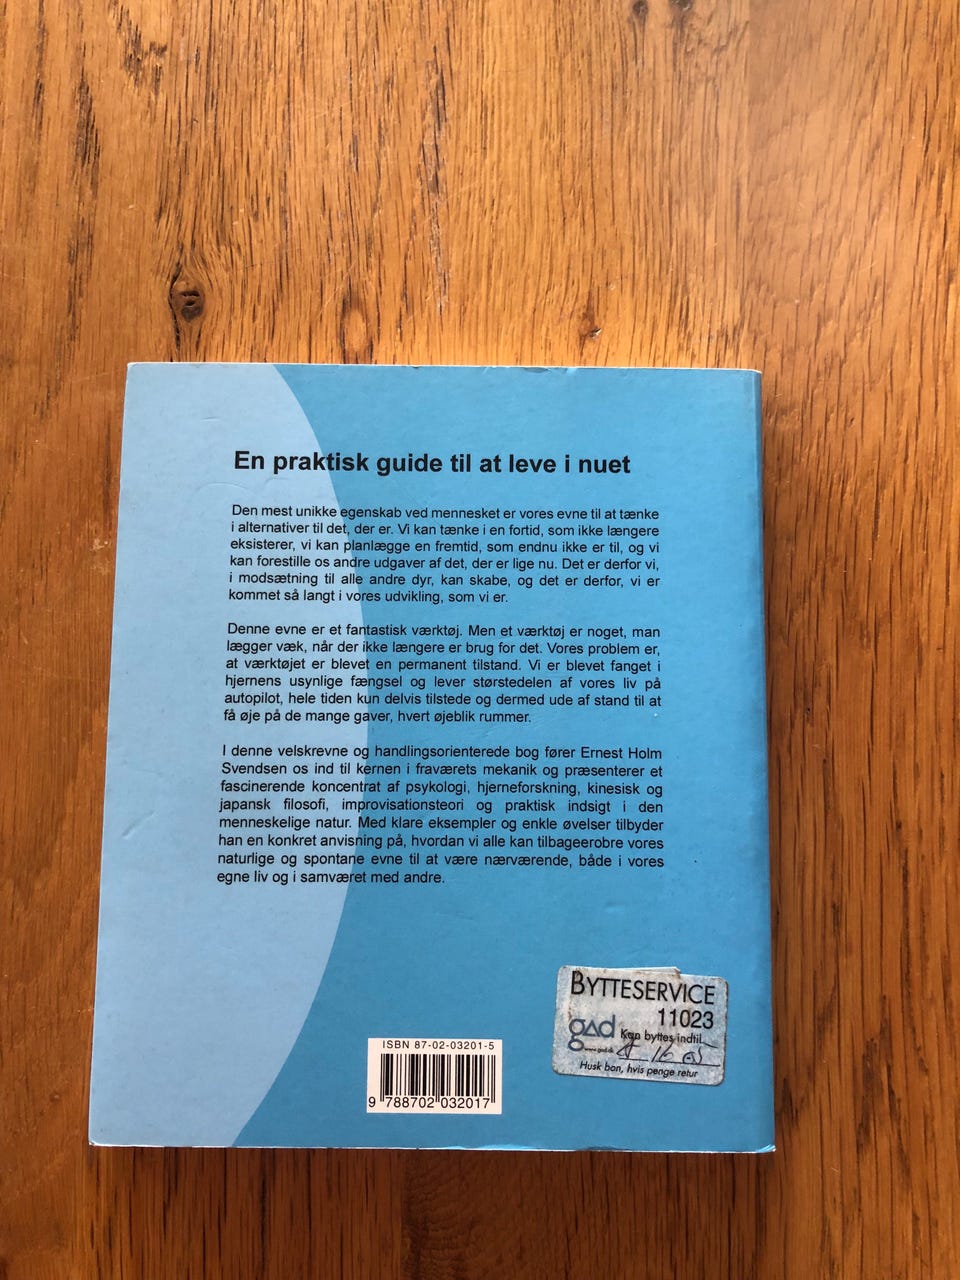 En praktisk guide til at leve i nuet
Den mest unikke egenskab ved mennesket er vores evne til at tænke
i alternativer til det, der er. Vi kan tænke i en fortid, som ikke længere
eksisterer, vi kan planlægge en fremtid, som endnu ikke er til, og vi
kan forestille os andre udgaver af det, der er lige nu. Det er derfor vi,
i modsætning til alle andre dyr, kan skabe, og det er derfor, vi er
kommet så langt i vores udvikling, som vi er.
Denne evne er et fantastisk værktøj. Men et værktøj er noget, man
lægger væk, når der ikke længere er brug for det. Vores problem er,
at værktøjet er blevet en permanent tilstand. Vi er blevet fanget i
hjernens usynlige fængsel og lever størstedelen af vores liv på
autopilot, hele tiden kun delvis tilstede og dermed ude af stand til at
få øje på de mange gaver, hvert øjeblik rummer.
I denne velskrevne og handlingsorienterede bog fører Ernest Holm
Svendsen os ind til kernen i fraværets mekanik og præsenterer et
fascinerende koncentrat af psykologi, hjerneforskning, kinesisk og
japansk filosofi, improvisationsteori og praktisk indsigt i den
menneskelige natur. Med klare eksempler og enkle øvelser tilbyder
han en konkret anvisning på, hvordan vi alle kan tilbageerobre vores
naturlige og spontane evne til at være nærværende, både i vores
egne liv og i samværet med andre.
BYTTESERVICE
11023
gad Kan byttes indtil
www.gad.dk
Husk bon, hvis penge retur
ISBN 87-02-03201-5
9 788702 032017